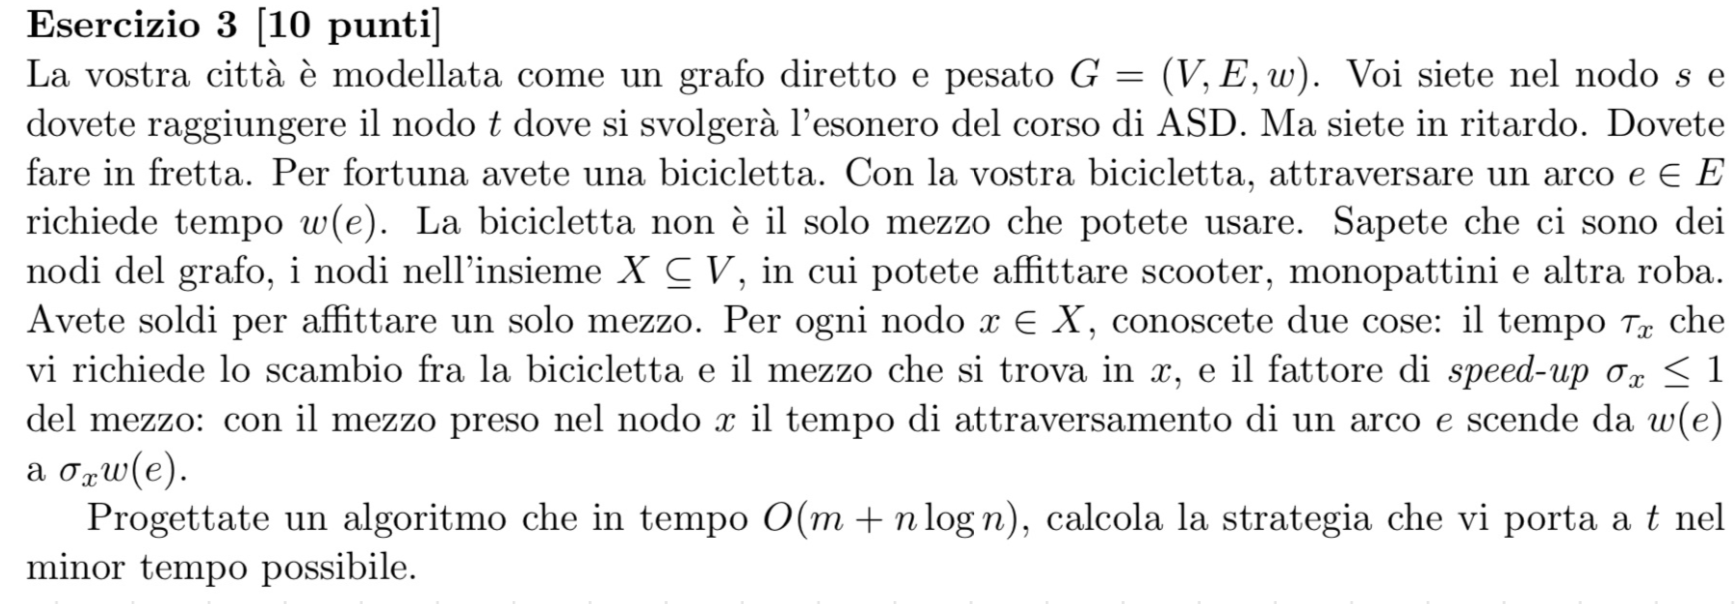 Esercizio 3 [10 punti]
La vostra città è modellata come un grafo diretto e pesato G = (V, E, w). Voi siete nel nodo s e
dovete raggiungere il nodo t dove si svolgerà l'esonero del corso di ASD. Ma siete in ritardo. Dovete
fare in fretta. Per fortuna avete una bicicletta. Con la vostra bicicletta, attraversare un arco e ∈ E
richiede tempo w(e). La bicicletta non è il solo mezzo che potete usare. Sapete che ci sono dei
nodi del grafo, i nodi nell'insieme X ⊆ V, in cui potete affittare scooter, monopattini e altra roba.
Avete soldi per affittare un solo mezzo. Per ogni nodo x ∈ X, conoscete due cose: il tempo τₓ che
vi richiede lo scambio fra la bicicletta e il mezzo che si trova in x, e il fattore di speed-up σₓ ≤ 1
del mezzo: con il mezzo preso nel nodo x il tempo di attraversamento di un arco e scende da w(e)
a σₓw(e).
Progettate un algoritmo che in tempo O(m + n log n), calcola la strategia che vi porta a t nel
minor tempo possibile.